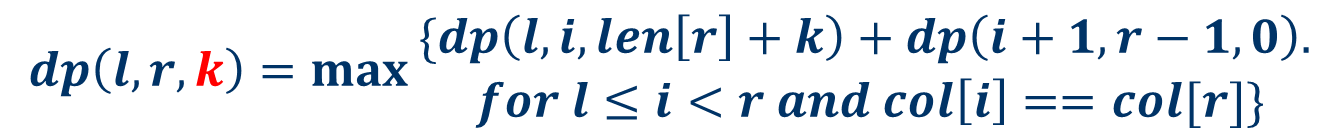 dp(l, r, k) = max {dp(l, i, len[r] + k) + dp(i + 1, r − 1, 0).
for l ≤ i < r and col[i] == col[r]}